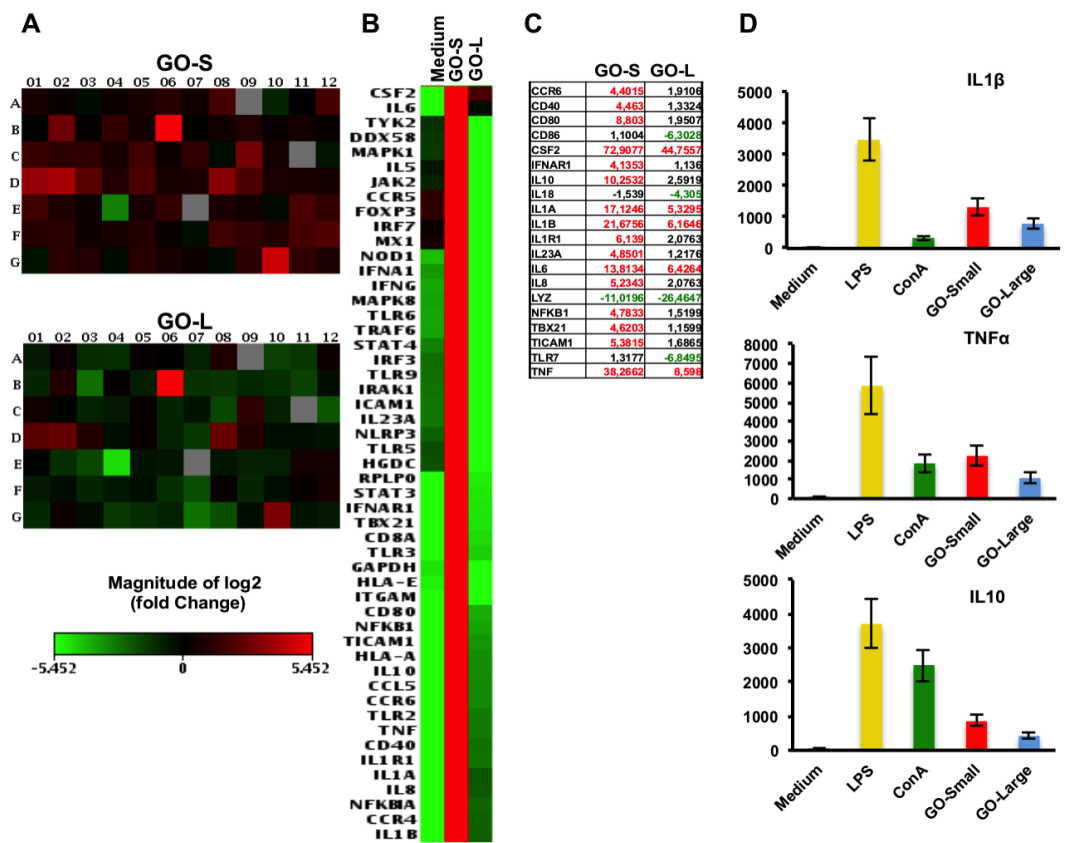 A
GO-S
01 02 03 04 05 06 07 08 09 10 11 12
A
B
C
D
E
F
G
GO-L
01 02 03 04 05 06 07 08 09 10 11 12
A
B
C
D
E
F
G
Magnitude of log2
(fold Change)
-5.452 0 5.452
B
Medium GO-S GO-L
CSF2
IL6
TYK2
DDX58
MAPK1
IL5
JAK2
CCR5
FOXP3
IRF7
MX1
NOD1
IFNA1
IFNG
MAPK8
TLR6
TRAF6
STAT4
IRF3
TLR9
IRAK1
ICAM1
IL23A
NLRP3
TLR5
HGDC
RPLP0
STAT3
IFNAR1
TBX21
CD8A
TLR3
GAPDH
HLA-E
ITGAM
CD80
NFKB1
TICAM1
HLA-A
IL10
CCL5
CCR6
TLR2
TNF
CD40
IL1R1
IL1A
IL8
NFKBIA
CCR4
IL1B
C
GO-S GO-L
CCR6 4,4015 1,9106
CD40 4,463 1,3324
CD80 8,803 1,9507
CD86 1,1004 -6,3028
CSF2 72,9077 44,7557
IFNAR1 4,1353 1,136
IL10 10,2532 2,5919
IL18 -1,539 -4,305
IL1A 17,1246 5,3295
IL1B 21,6756 6,1646
IL1R1 6,139 2,0763
IL23A 4,8501 1,2176
IL6 13,8134 6,4264
IL8 5,2343 2,0763
LYZ -11,0196 -26,4647
NFKB1 4,7833 1,5199
TBX21 4,6203 1,1599
TICAM1 5,3815 1,6865
TLR7 1,3177 -6,8495
TNF 38,2662 8,598
D
IL1β
5000
4000
3000
2000
1000
0
Medium LPS ConA GO-Small GO-Large
TNFα
8000
7000
6000
5000
4000
3000
2000
1000
0
Medium LPS ConA GO-Small GO-Large
IL10
5000
4000
3000
2000
1000
0
Medium LPS ConA GO-Small GO-Large